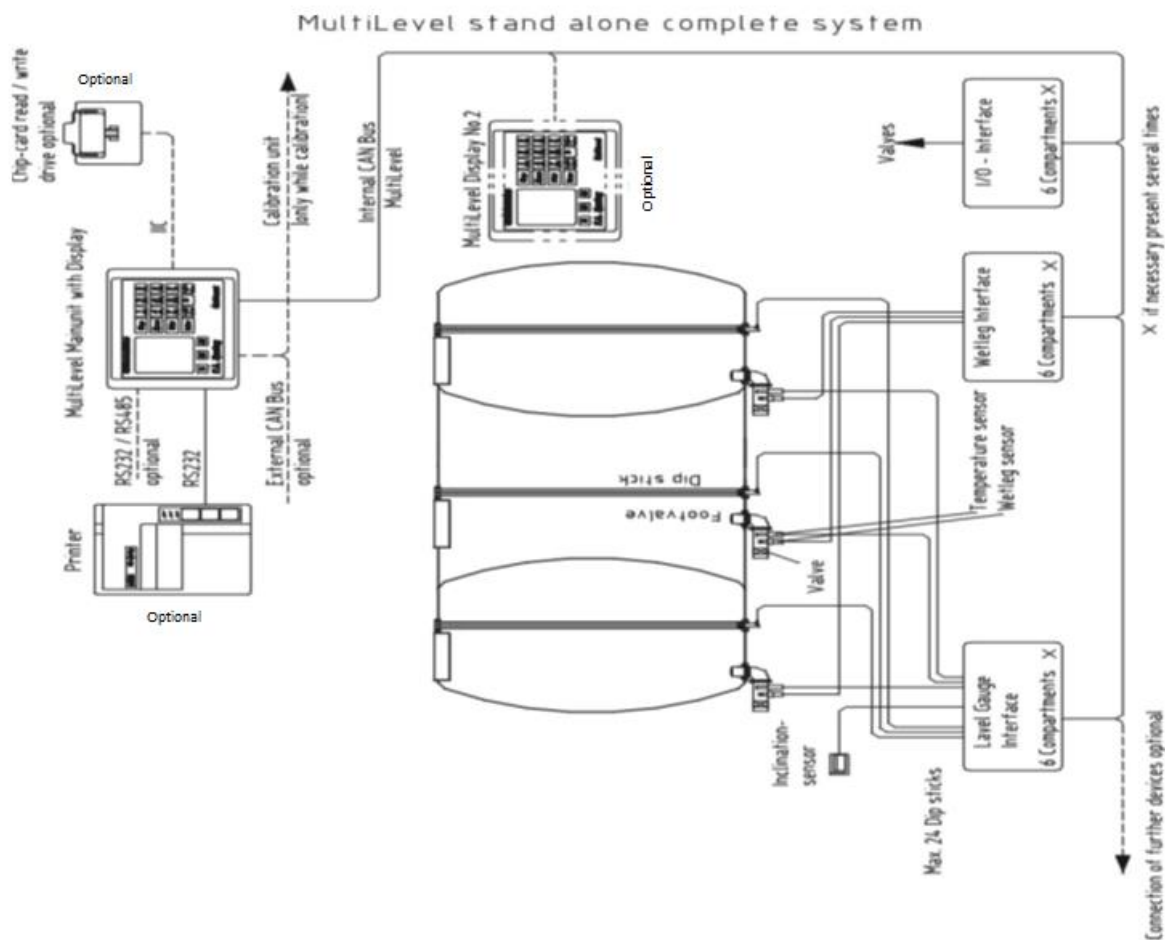 MultiLevel stand alone complete system
Optional
Chip-card read / write
drive optional
IIC
MultiLevel Mainunit with Display
Calibration unit
(only while calibration)
Internal CAN Bus
MultiLevel
RS232 / RS485
optional
RS232
External CAN Bus
optional
Printer
Optional
MultiLevel Display No.2
Optional
Dip stick
Footvalve
Temperature sensor
Wetleg sensor
Valve
Inclination-
sensor
Valves
I/O - Interface
6 Compartments X
Wetleg Interface
6 Compartments X
Lavel Gauge
Interface
6 Compartments X
Max. 24 Dip sticks
X if necessary present several times
Connection of further devices optional